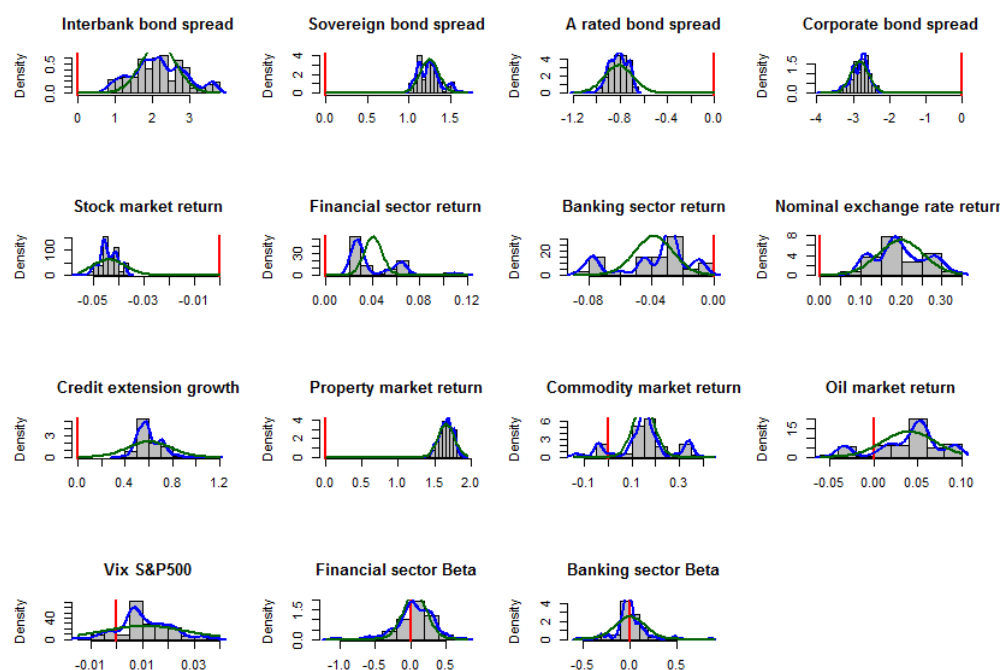 Interbank bond spread Sovereign bond spread A rated bond spread Corporate bond spread
Density 0.0 0.5 Density 0 2 4 Density 0 2 4 Density 0.0 1.5
0 1 2 3 0.0 0.5 1.0 1.5 -1.2 -0.8 -0.4 0.0 -4 -3 -2 -1 0
Stock market return Financial sector return Banking sector return Nominal exchange rate return
Density 0 100 Density 0 30 Density 0 20 Density 0 4 8
-0.05 -0.03 -0.01 0.00 0.04 0.08 0.12 -0.08 -0.04 0.00 0.00 0.10 0.20 0.30
Credit extension growth Property market return Commodity market return Oil market return
Density 0 3 Density 0 2 4 Density 0 3 6 Density 0 15
0.0 0.4 0.8 1.2 0.0 0.5 1.0 1.5 2.0 -0.1 0.1 0.3 -0.05 0.00 0.05 0.10
Vix S&P500 Financial sector Beta Banking sector Beta
Density 0 40 Density 0.0 1.5 Density 0 2 4
-0.01 0.01 0.03 -1.0 -0.5 0.0 0.5 -0.5 0.0 0.5